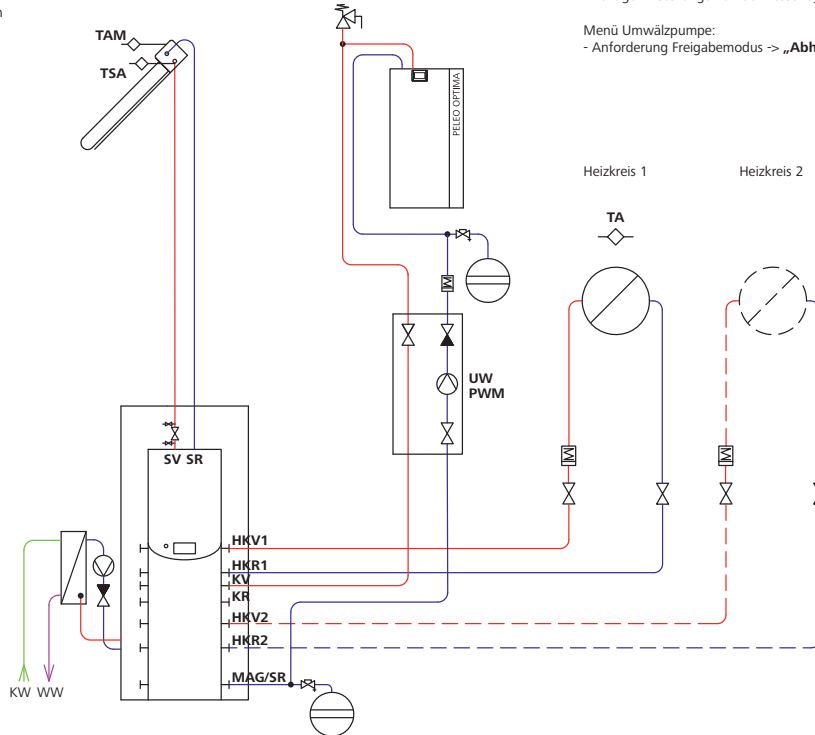 Menü Umwälzpumpe:
- Anforderung Freigabemodus -> „Abh
TAM
TSA
PELEO OPTIMA
Heizkreis 1
Heizkreis 2
TA
UW
PWM
SV SR
HKV1
HKR1
KV
KR
HKV2
HKR2
MAG/SR
KW WW